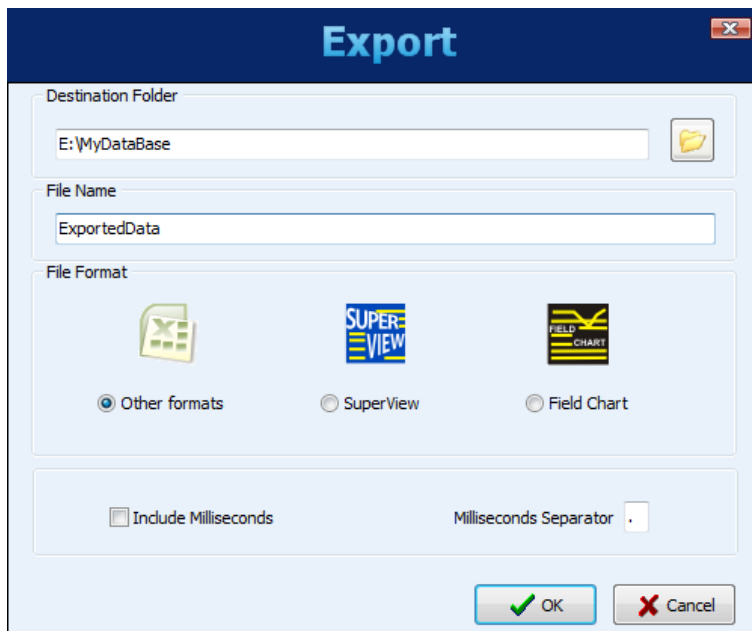 Export
Destination Folder
E:\MyDataBase
File Name
ExportedData
File Format
SUPER
VIEW
FIELD
CHART
Other formats
SuperView
Field Chart
Include Milliseconds
Milliseconds Separator .
OK
Cancel